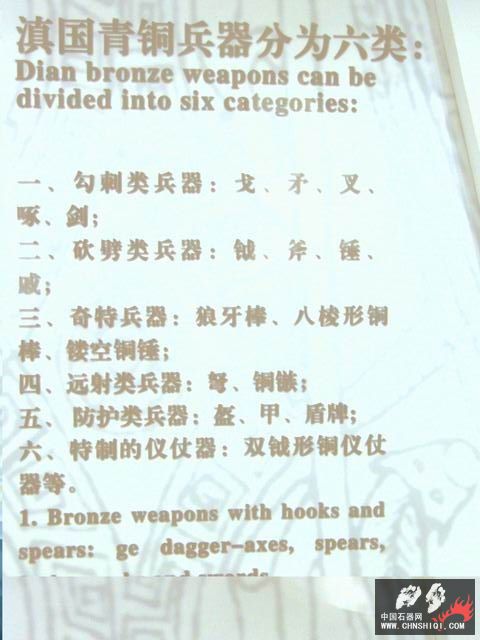 滇国青铜兵器分为六类：
Dian bronze weapons can be
divided into six categories:
一、勾刺类兵器：戈、矛、叉、
啄、剑；
二、砍劈类兵器：钺、斧、锤、
戚；
三、奇特兵器：狼牙棒、八棱形铜
棒、镂空铜锤；
四、远射类兵器：弩、铜镞；
五、防护类兵器：盔、甲、盾牌；
六、特制的仪仗器：双钺形铜仪仗
器等。
1. Bronze weapons with hooks and
spears: ge dagger-axes, spears,
and swords
中国石器网
WWW.CHNSHIQI.COM